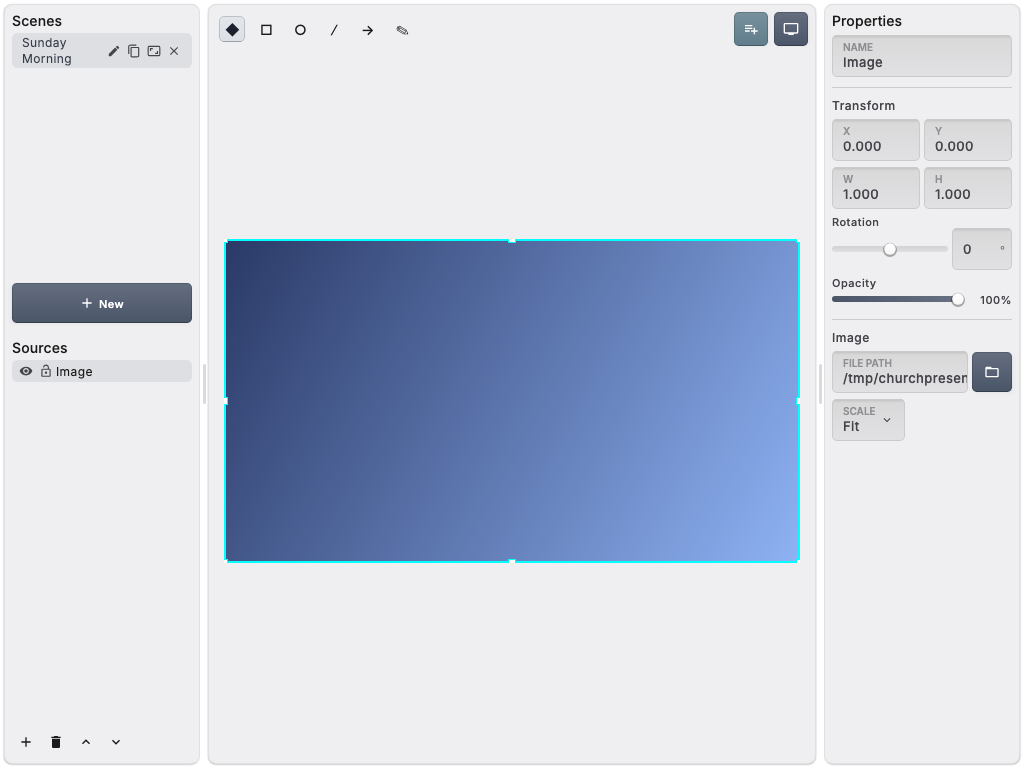 Scenes
Sunday
Morning
New
Sources
Image
Properties
NAME
Image
Transform
X
0.000
Y
0.000
W
1.000
H
1.000
Rotation
0
°
Opacity
100%
Image
FILE PATH
/tmp/churchpresen
SCALE
Fit